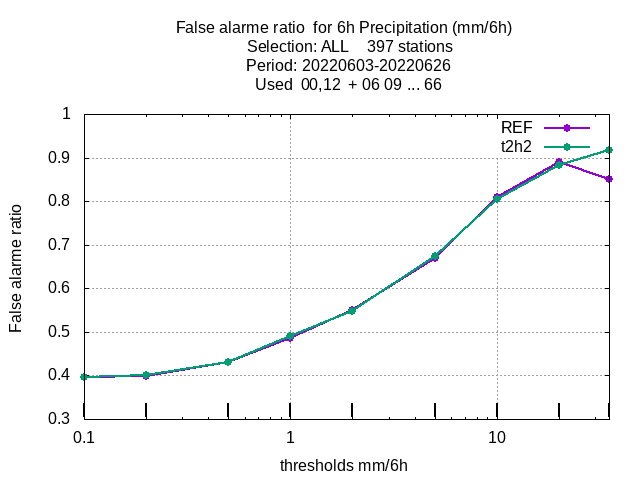 False alarme ratio  for 6h Precipitation (mm/6h)
Selection: ALL    397 stations
Period: 20220603-20220626
Used  00,12  + 06 09 ... 66
1
0.9
0.8
0.7
0.6
0.5
0.4
0.3
False alarme ratio
REF
t2h2
0.1 1 10
thresholds mm/6h